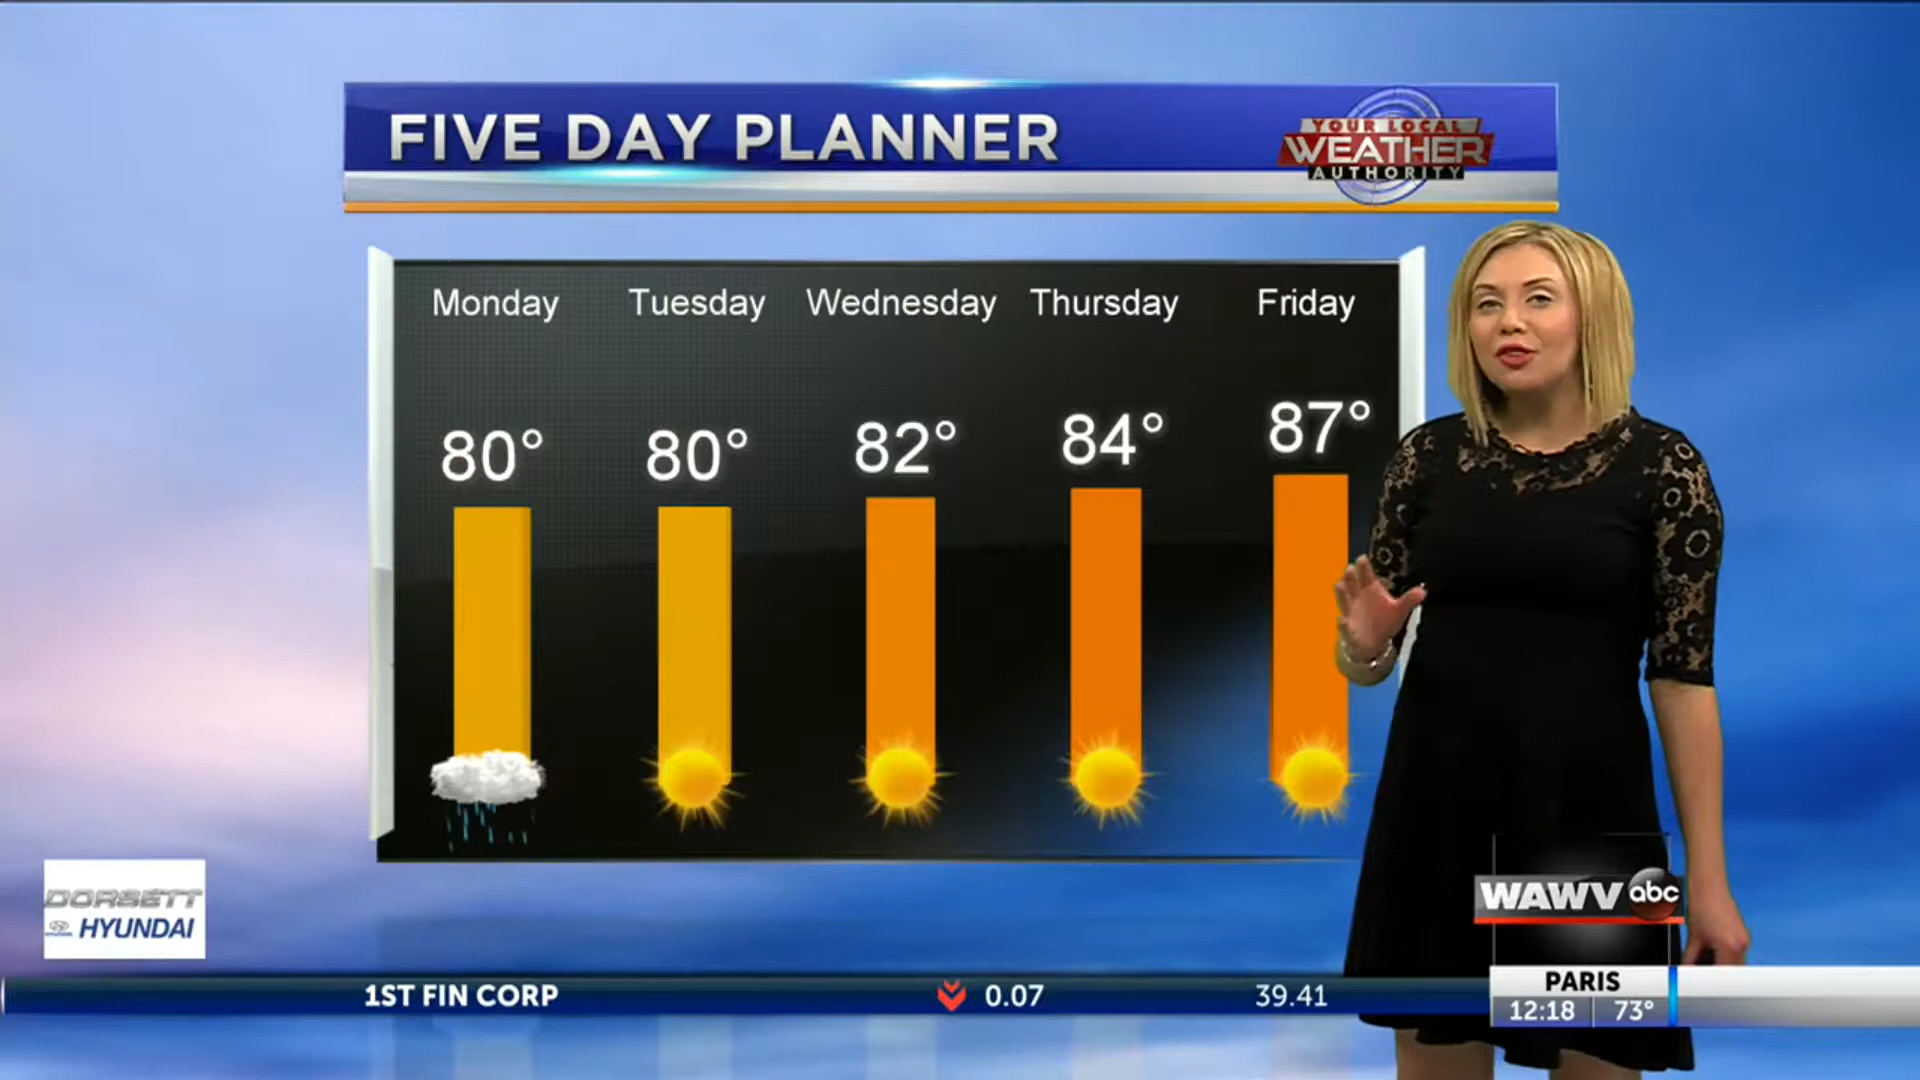 FIVE DAY PLANNER
YOUR LOCAL
WEATHER
AUTHORITY
Monday Tuesday Wednesday Thursday Friday
80° 80° 82° 84° 87°
DORSETT
HYUNDAI
WAWV abc
1ST FIN CORP 0.07 39.41
PARIS
12:18 73°